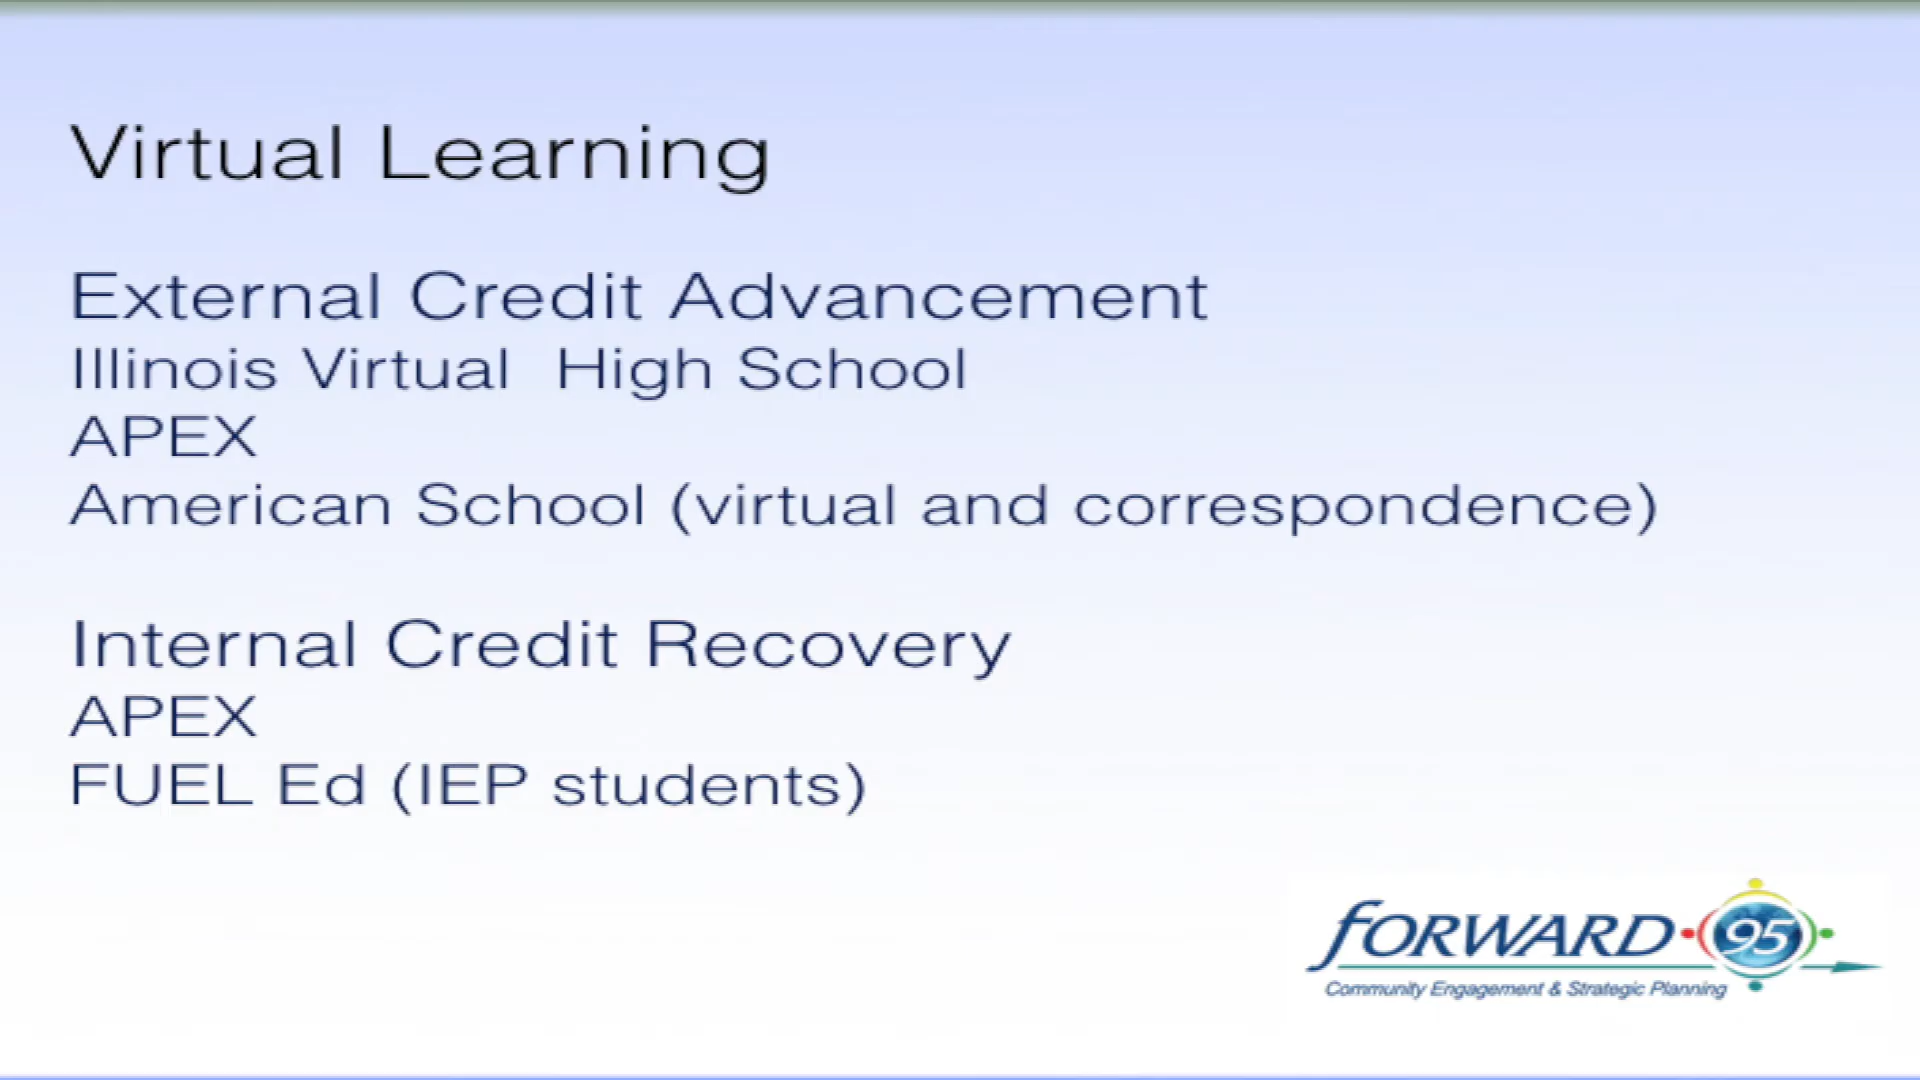 Virtual Learning
External Credit Advancement
Illinois Virtual  High School
APEX
American School (virtual and correspondence)
Internal Credit Recovery
APEX
FUEL Ed (IEP students)
FORWARD 95
Community Engagement & Strategic Planning